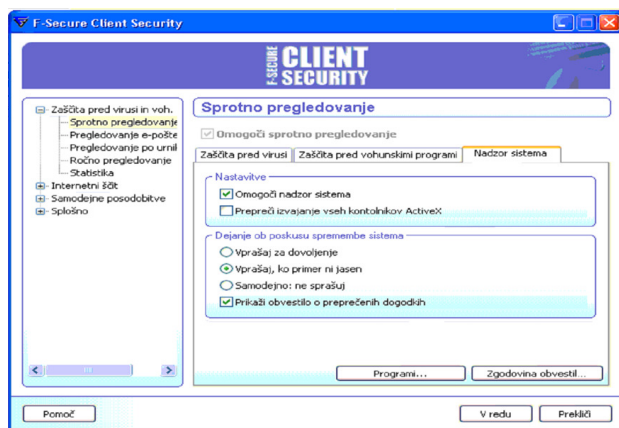 F-Secure Client Security
F-SECURE CLIENT SECURITY
Zaščita pred virusi in voh.
Sprotno pregledovanje
Pregledovanje e-pošte
Pregledovanje po urnil
Ročno pregledovanje
Statistika
Internetni ščit
Samodejne posodobitve
Splošno
Sprotno pregledovanje
Omogoči sprotno pregledovanje
Zaščita pred virusi
Zaščita pred vohunskimi programi
Nadzor sistema
Nastavitve
Omogoči nadzor sistema
Prepreči izvajanje vseh kontolnikov ActiveX
Dejanje ob poskusu spremembe sistema
Vprašaj za dovoljenje
Vprašaj, ko primer ni jasen
Samodejno: ne sprašuj
Prikaži obvestilo o preprečenih dogodkih
Programi...
Zgodovina obvestil...
Pomoč
V redu
Prekliči